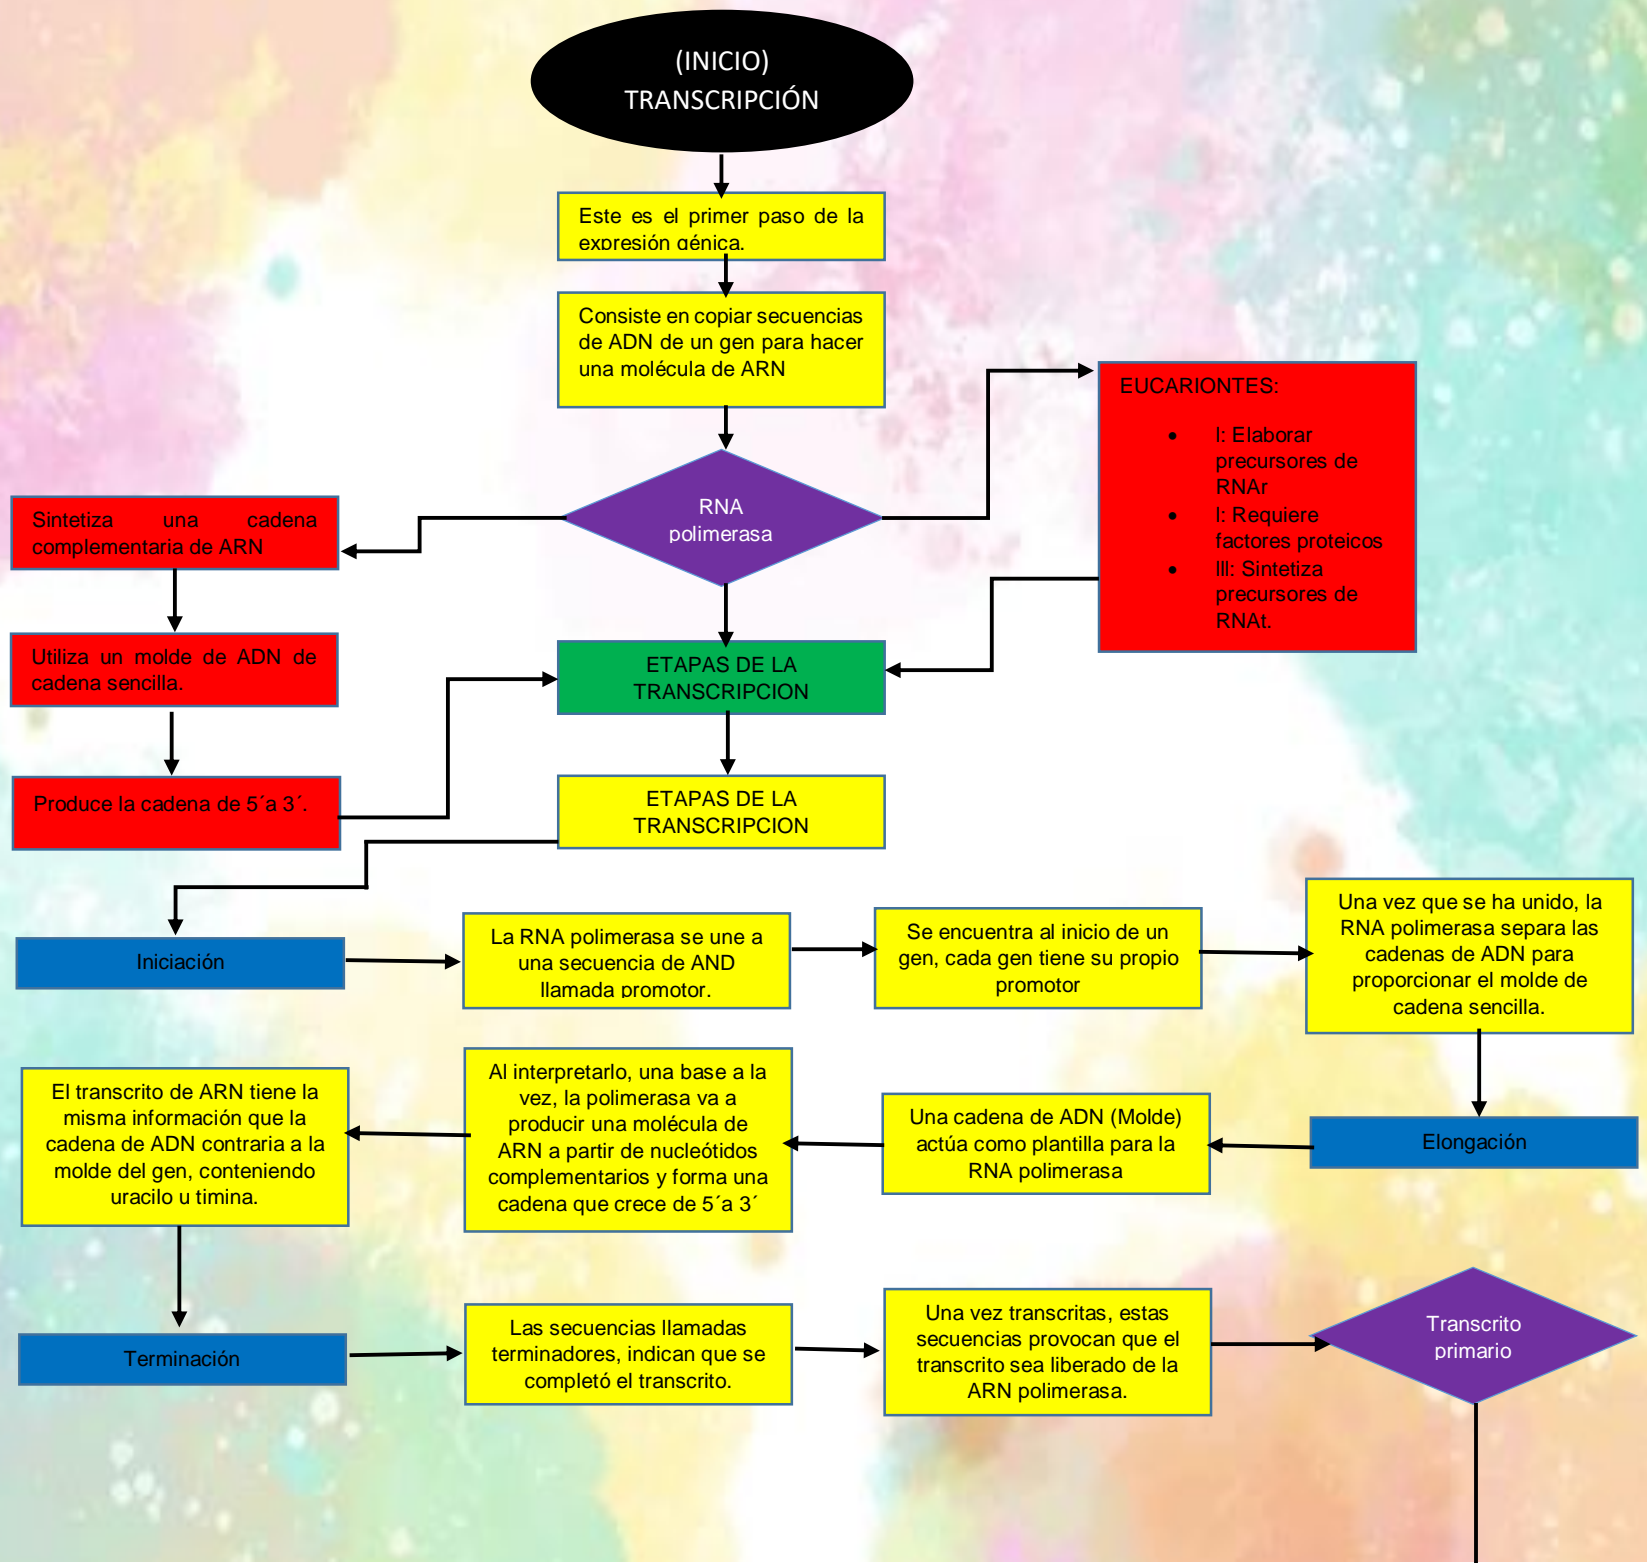 (INICIO)
TRANSCRIPCIÓN
Este es el primer paso de la
expresión génica.
Consiste en copiar secuencias
de ADN de un gen para hacer
una molécula de ARN
RNA
polimerasa
EUCARIONTES:
• I: Elaborar
precursores de
RNAr
• I: Requiere
factores proteicos
• III: Sintetiza
precursores de
RNAt.
Sintetiza una cadena
complementaria de ARN
Utiliza un molde de ADN de
cadena sencilla.
Produce la cadena de 5´a 3´.
ETAPAS DE LA
TRANSCRIPCION
ETAPAS DE LA
TRANSCRIPCION
Iniciación
La RNA polimerasa se une a
una secuencia de AND
llamada promotor.
Se encuentra al inicio de un
gen, cada gen tiene su propio
promotor
Una vez que se ha unido, la
RNA polimerasa separa las
cadenas de ADN para
proporcionar el molde de
cadena sencilla.
Elongación
Una cadena de ADN (Molde)
actúa como plantilla para la
RNA polimerasa
Al interpretarlo, una base a la
vez, la polimerasa va a
producir una molécula de
ARN a partir de nucleótidos
complementarios y forma una
cadena que crece de 5´a 3´
El transcrito de ARN tiene la
misma información que la
cadena de ADN contraria a la
molde del gen, conteniendo
uracilo u timina.
Terminación
Las secuencias llamadas
terminadores, indican que se
completó el transcrito.
Una vez transcritas, estas
secuencias provocan que el
transcrito sea liberado de la
ARN polimerasa.
Transcrito
primario